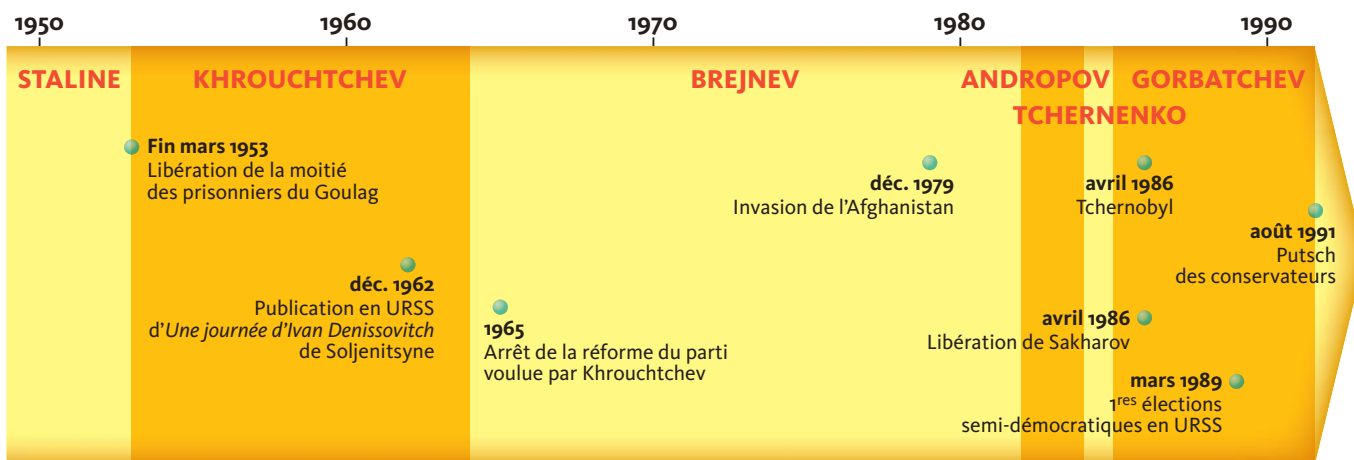 1950
1960
1970
1980
1990
STALINE
KHROUCHTCHEV
BREJNEV
ANDROPOV
TCHERNENKO
GORBATCHEV
Fin mars 1953
Libération de la moitié
des prisonniers du Goulag
déc. 1962
Publication en URSS
d'Une journée d'Ivan Denissovitch
de Soljenitsyne
1965
Arrêt de la réforme du parti
voulue par Khrouchtchev
déc. 1979
Invasion de l'Afghanistan
avril 1986
Tchernobyl
août 1991
Putsch
des conservateurs
avril 1986
Libération de Sakharov
mars 1989
1res élections
semi-démocratiques en URSS